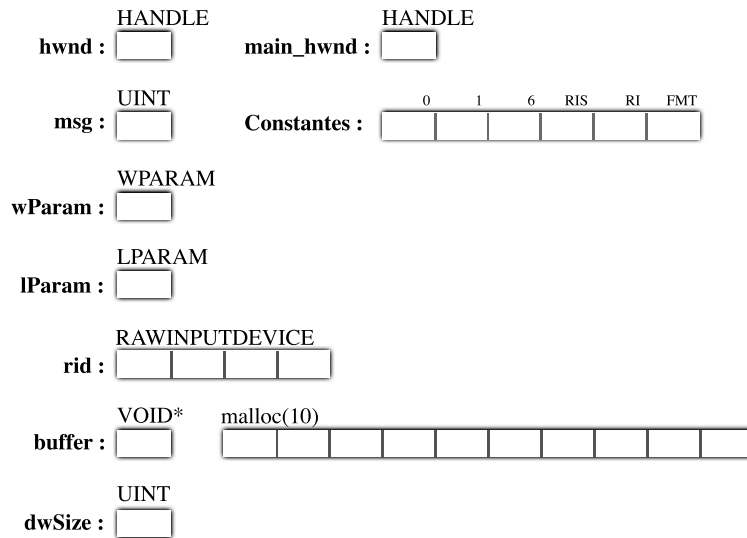 HANDLE HANDLE
hwnd : main_hwnd :
UINT
0 1 6 RIS RI FMT
msg : Constantes :
WPARAM
wParam :
LPARAM
lParam :
RAWINPUTDEVICE
rid :
VOID* malloc(10)
buffer :
UINT
dwSize :